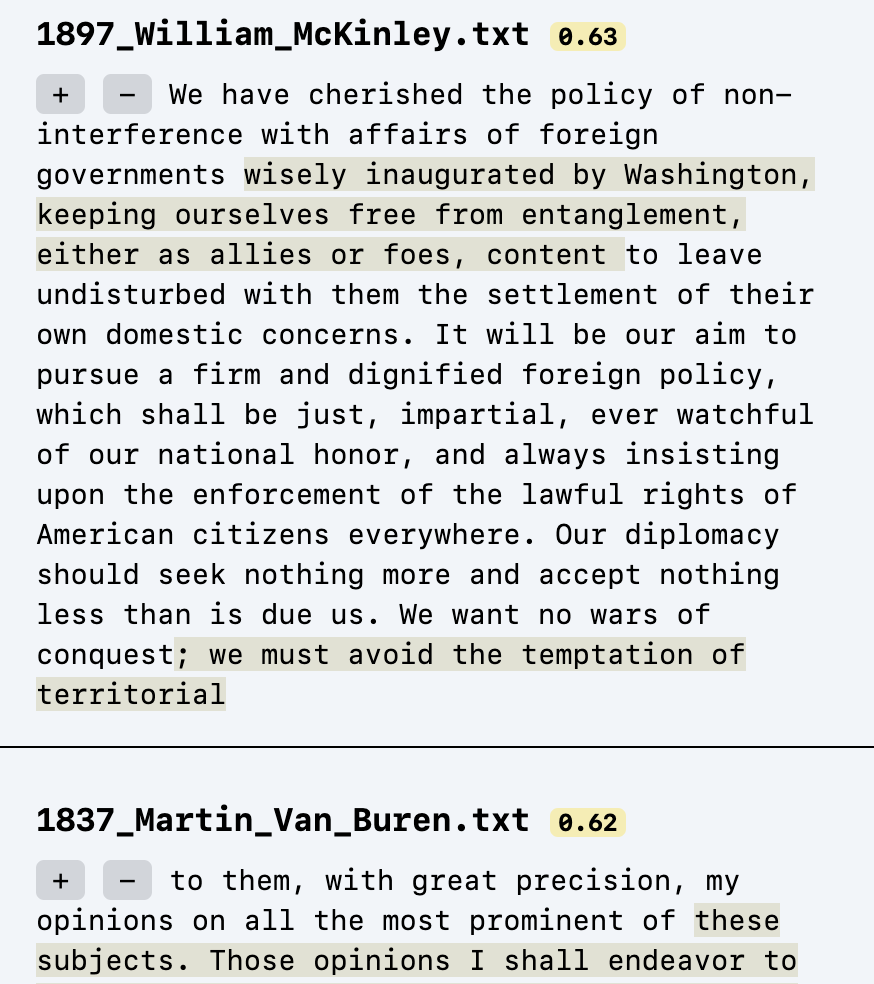 1897_William_McKinley.txt 0.63
+ − We have cherished the policy of non–
interference with affairs of foreign
governments wisely inaugurated by Washington,
keeping ourselves free from entanglement,
either as allies or foes, content to leave
undisturbed with them the settlement of their
own domestic concerns. It will be our aim to
pursue a firm and dignified foreign policy,
which shall be just, impartial, ever watchful
of our national honor, and always insisting
upon the enforcement of the lawful rights of
American citizens everywhere. Our diplomacy
should seek nothing more and accept nothing
less than is due us. We want no wars of
conquest; we must avoid the temptation of
territorial
1837_Martin_Van_Buren.txt 0.62
+ − to them, with great precision, my
opinions on all the most prominent of these
subjects. Those opinions I shall endeavor to